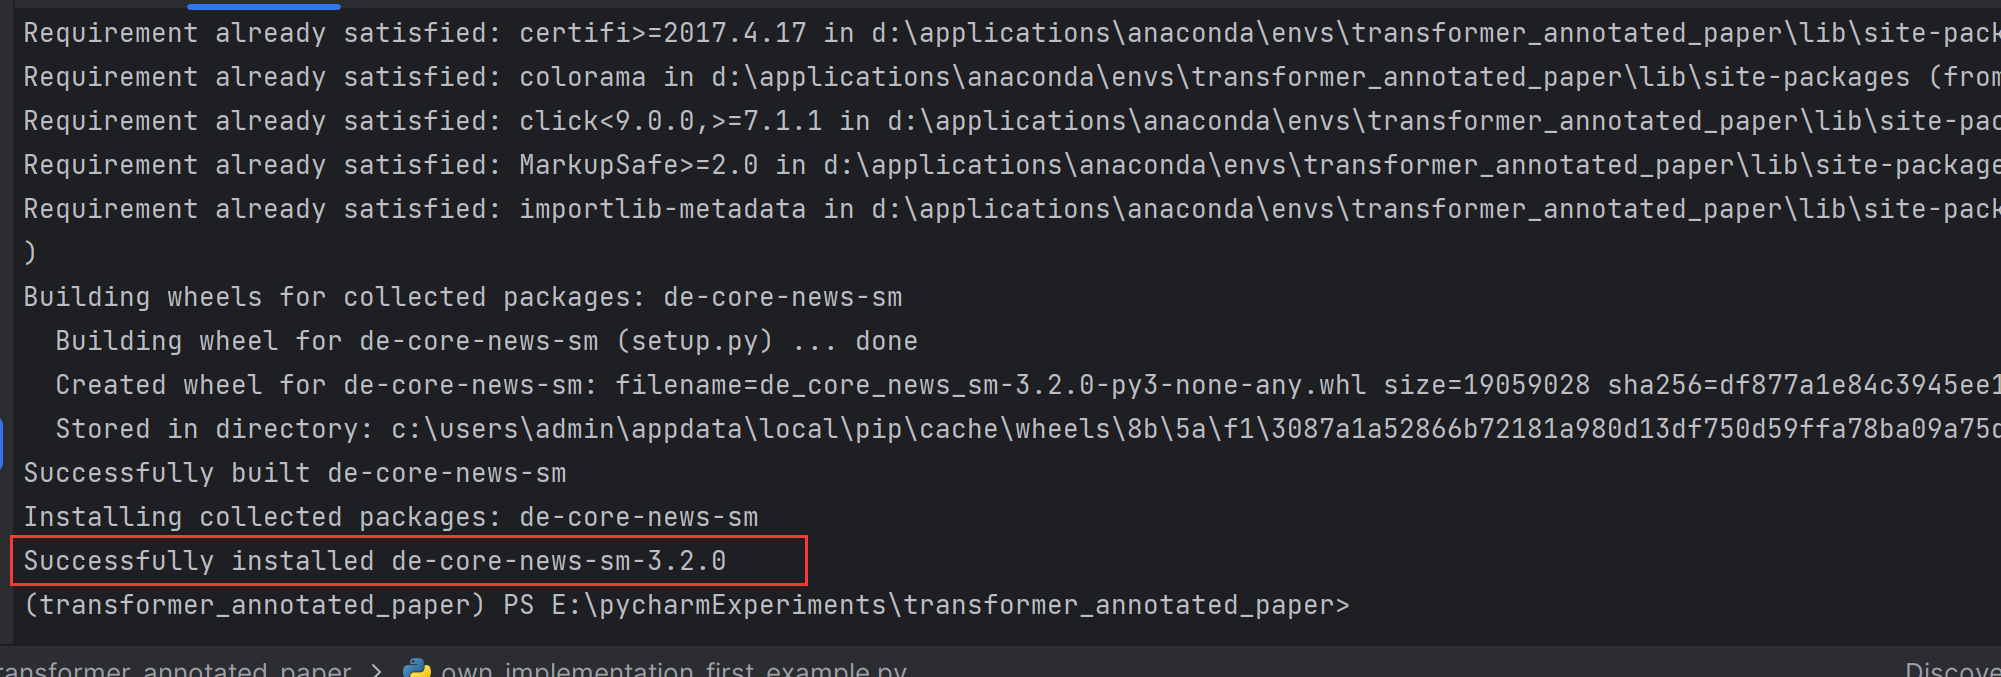 Requirement already satisfied: certifi>=2017.4.17 in d:\applications\anaconda\envs\transformer_annotated_paper\lib\site-pack
Requirement already satisfied: colorama in d:\applications\anaconda\envs\transformer_annotated_paper\lib\site-packages (from
Requirement already satisfied: click<9.0.0,>=7.1.1 in d:\applications\anaconda\envs\transformer_annotated_paper\lib\site-pac
Requirement already satisfied: MarkupSafe>=2.0 in d:\applications\anaconda\envs\transformer_annotated_paper\lib\site-package
Requirement already satisfied: importlib-metadata in d:\applications\anaconda\envs\transformer_annotated_paper\lib\site-pack
)
Building wheels for collected packages: de-core-news-sm
  Building wheel for de-core-news-sm (setup.py) ... done
  Created wheel for de-core-news-sm: filename=de_core_news_sm-3.2.0-py3-none-any.whl size=19059028 sha256=df877a1e84c3945ee1
  Stored in directory: c:\users\admin\appdata\local\pip\cache\wheels\8b\5a\f1\3087a1a52866b72181a980d13df750d59ffa78ba09a75d
Successfully built de-core-news-sm
Installing collected packages: de-core-news-sm
Successfully installed de-core-news-sm-3.2.0
(transformer_annotated_paper) PS E:\pycharmExperiments\transformer_annotated_paper>
ransformer_annotated_paper > own_implementation_first_example.py Discove